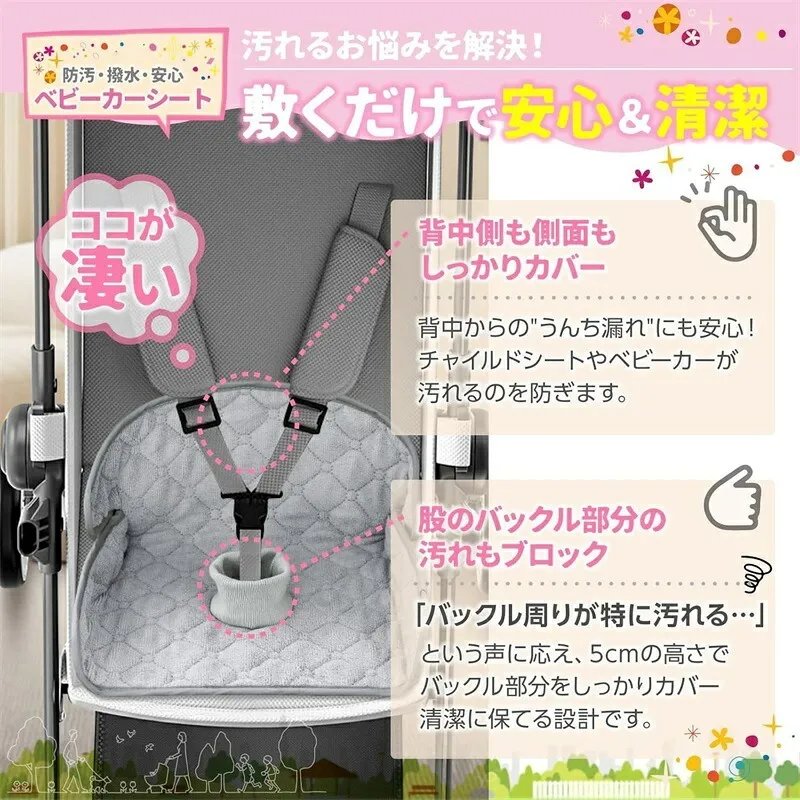 防汚・撥水・安心
ベビーカーシート
汚れるお悩みを解決!
敷くだけで安心&清潔
ココが
凄い
背中側も側面も
しっかりカバー
背中からの"うんち漏れ"にも安心!
チャイルドシートやベビーカーが
汚れるのを防ぎます。
股のバックル部分の
汚れもブロック
「バックル周りが特に汚れる…」
という声に応え、5cmの高さで
バックル部分をしっかりカバー
清潔に保てる設計です。